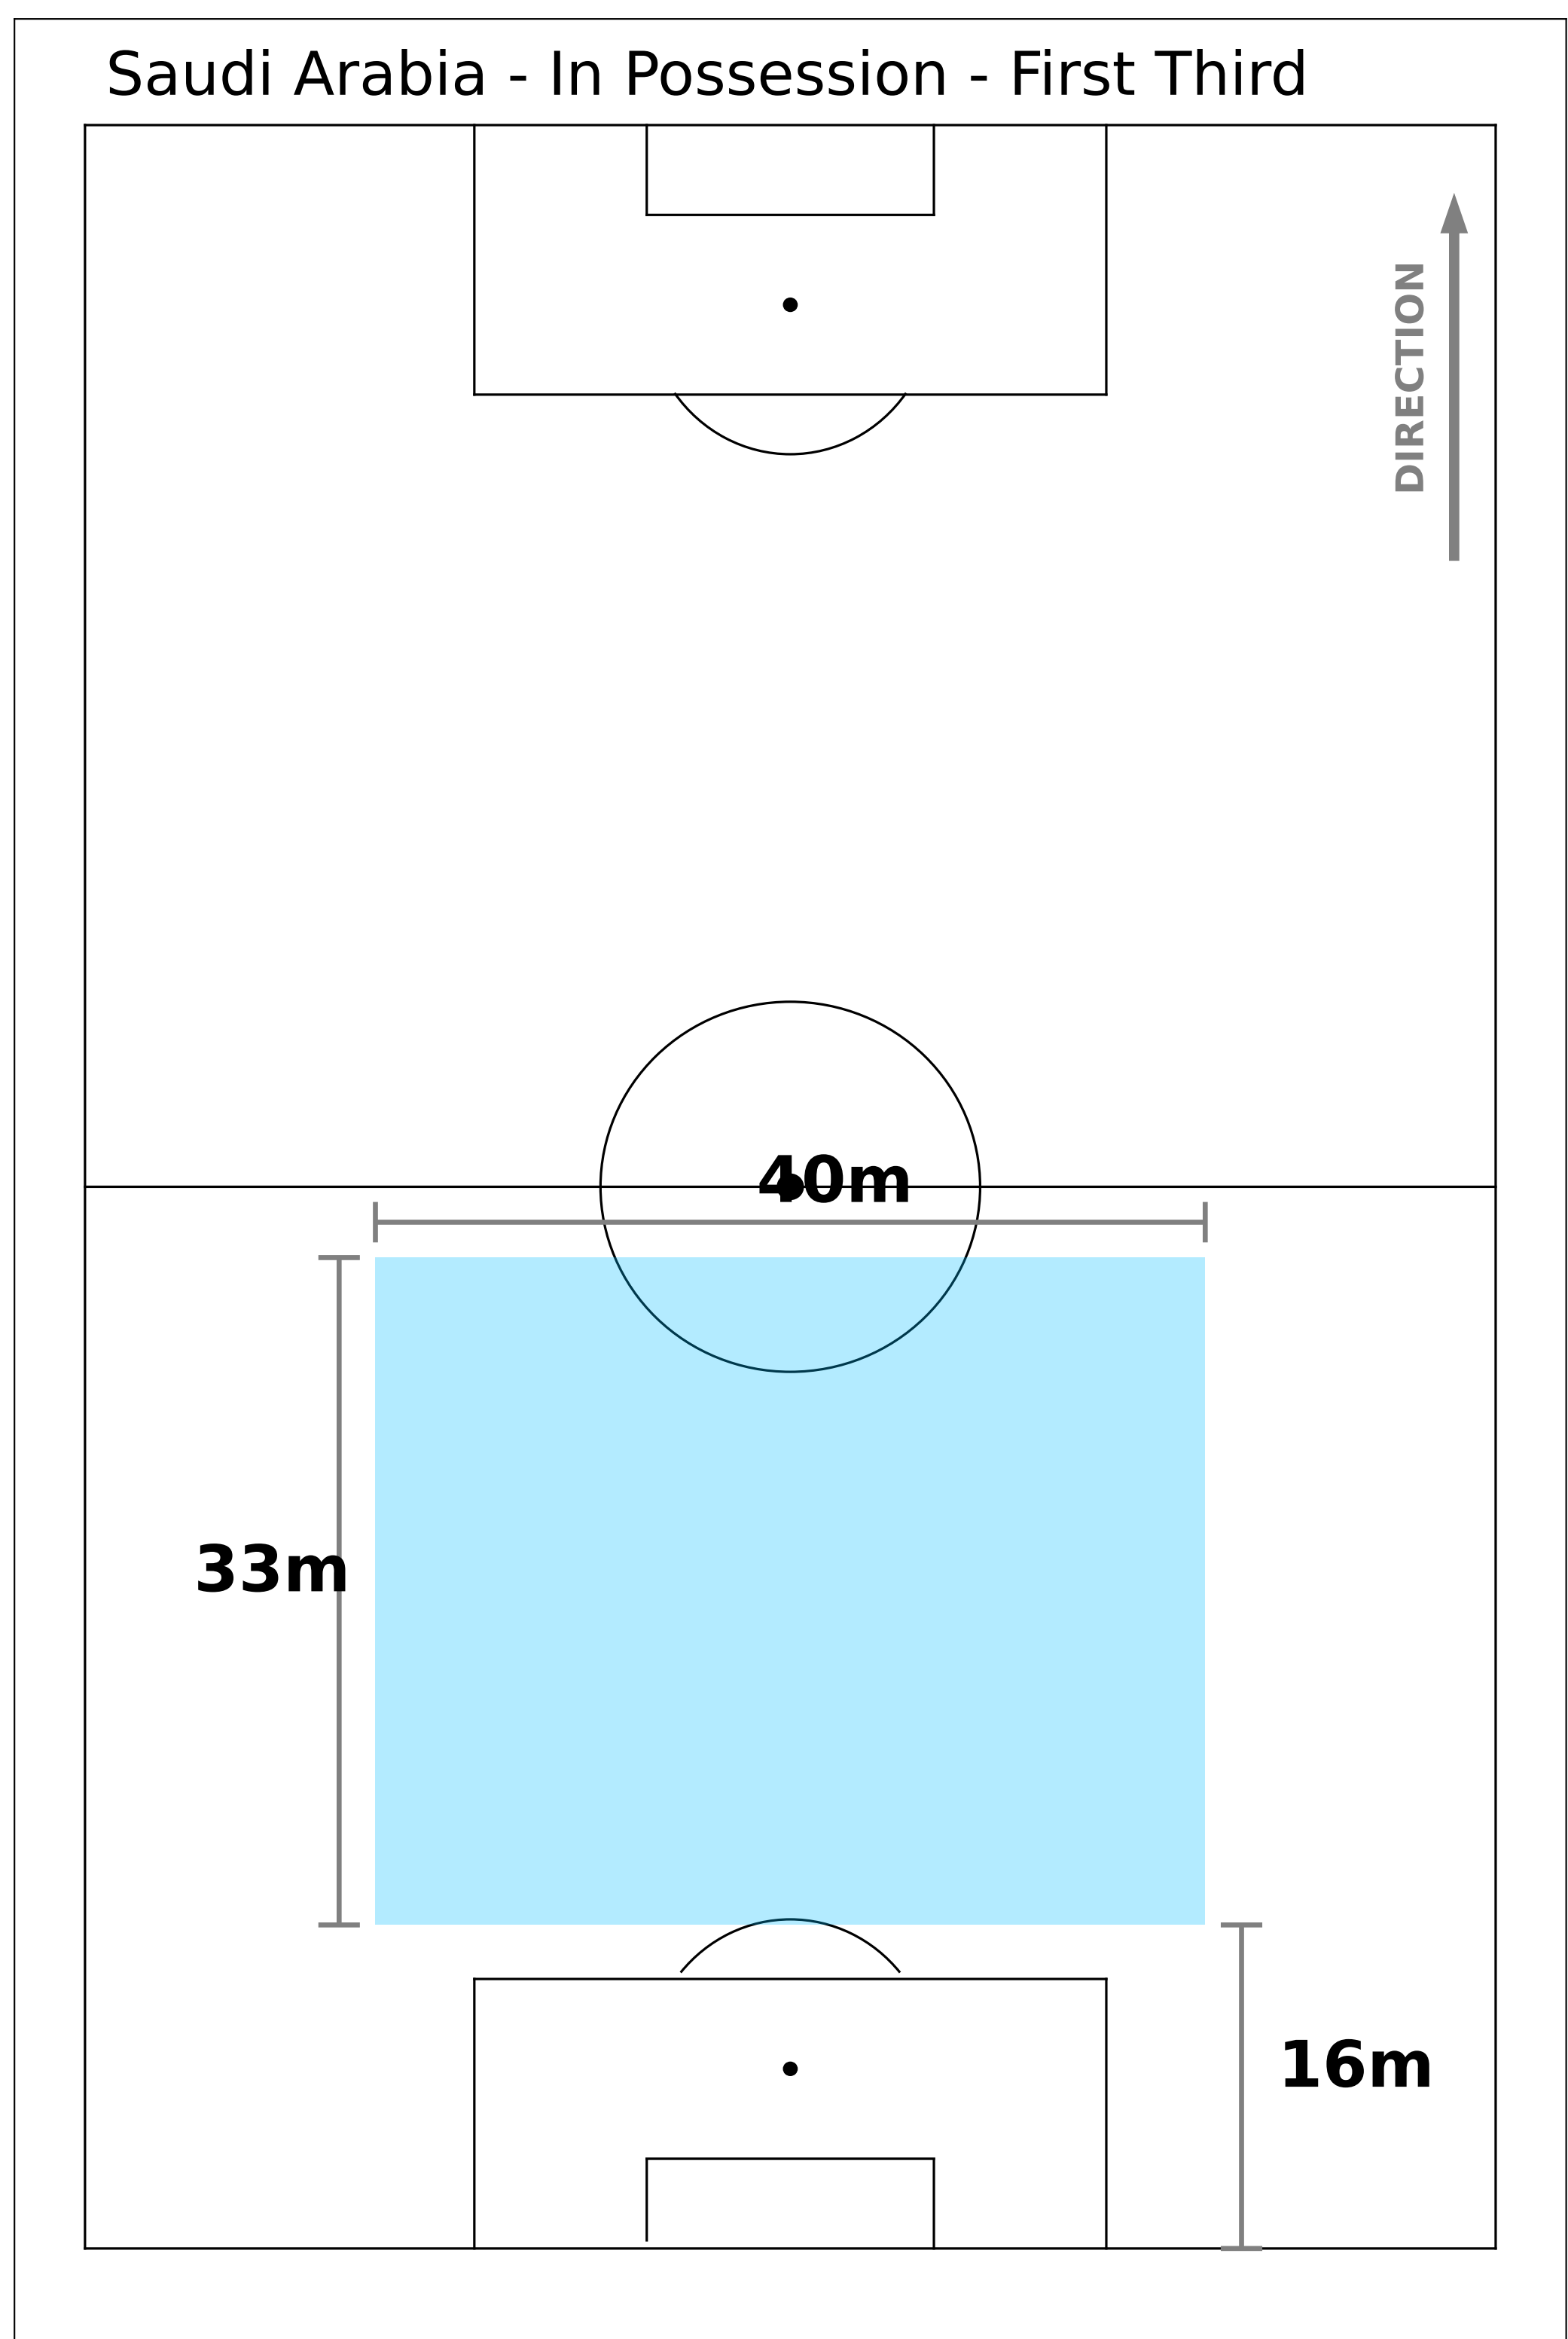 Saudi Arabia - In Possession - First Third
DIRECTION
40m
33m
16m